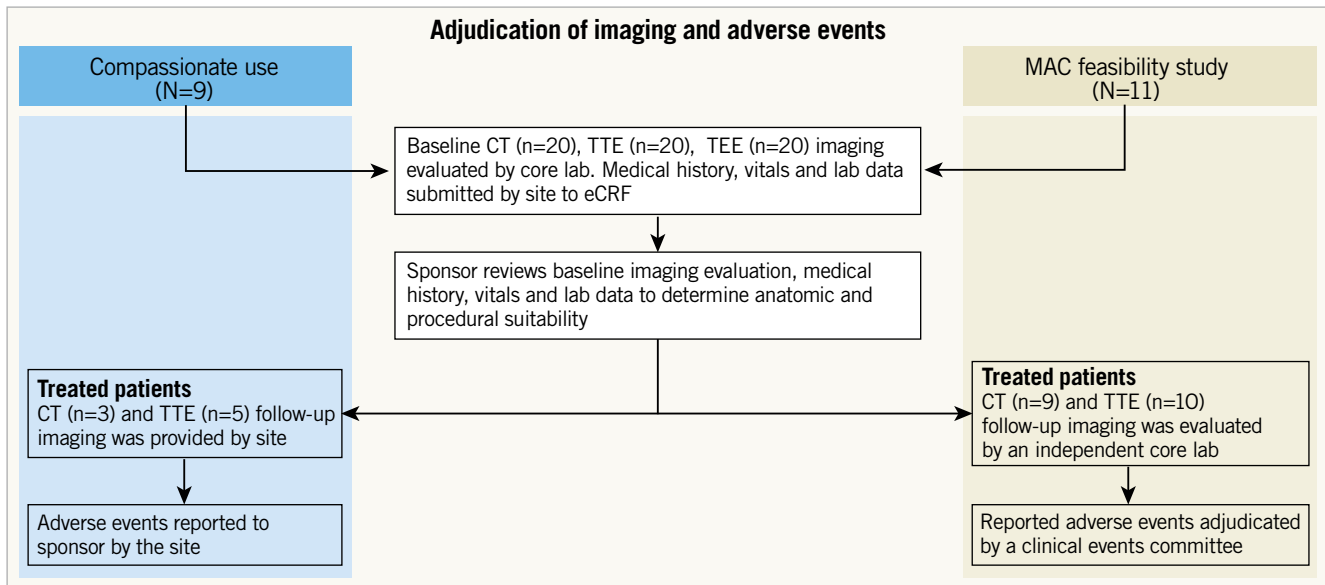 Adjudication of imaging and adverse events
Compassionate use
(N=9)
MAC feasibility study
(N=11)
Baseline CT (n=20), TTE (n=20), TEE (n=20) imaging
evaluated by core lab. Medical history, vitals and lab data
submitted by site to eCRF
Sponsor reviews baseline imaging evaluation, medical
history, vitals and lab data to determine anatomic and
procedural suitability
Treated patients
CT (n=3) and TTE (n=5) follow-up
imaging was provided by site
Adverse events reported to
sponsor by the site
Treated patients
CT (n=9) and TTE (n=10)
follow-up imaging was evaluated
by an independent core lab
Reported adverse events adjudicated
by a clinical events committee